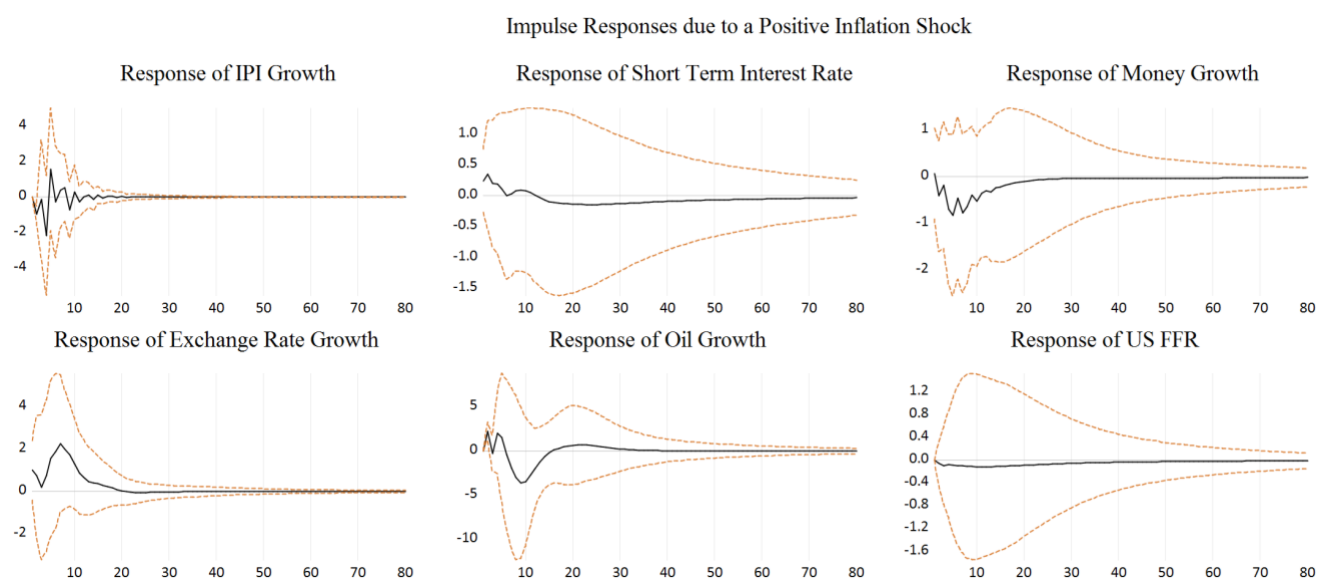 Impulse Responses due to a Positive Inflation Shock
Response of IPI Growth
4
2
0
-2
-4
10 20 30 40 50 60 70 80
Response of Short Term Interest Rate
1.0
0.5
0.0
-0.5
-1.0
-1.5
10 20 30 40 50 60 70 80
Response of Money Growth
1
0
-1
-2
10 20 30 40 50 60 70 80
Response of Exchange Rate Growth
4
2
0
-2
10 20 30 40 50 60 70 80
Response of Oil Growth
5
0
-5
-10
10 20 30 40 50 60 70 80
Response of US FFR
1.2
0.8
0.4
0.0
-0.4
-0.8
-1.2
-1.6
10 20 30 40 50 60 70 80